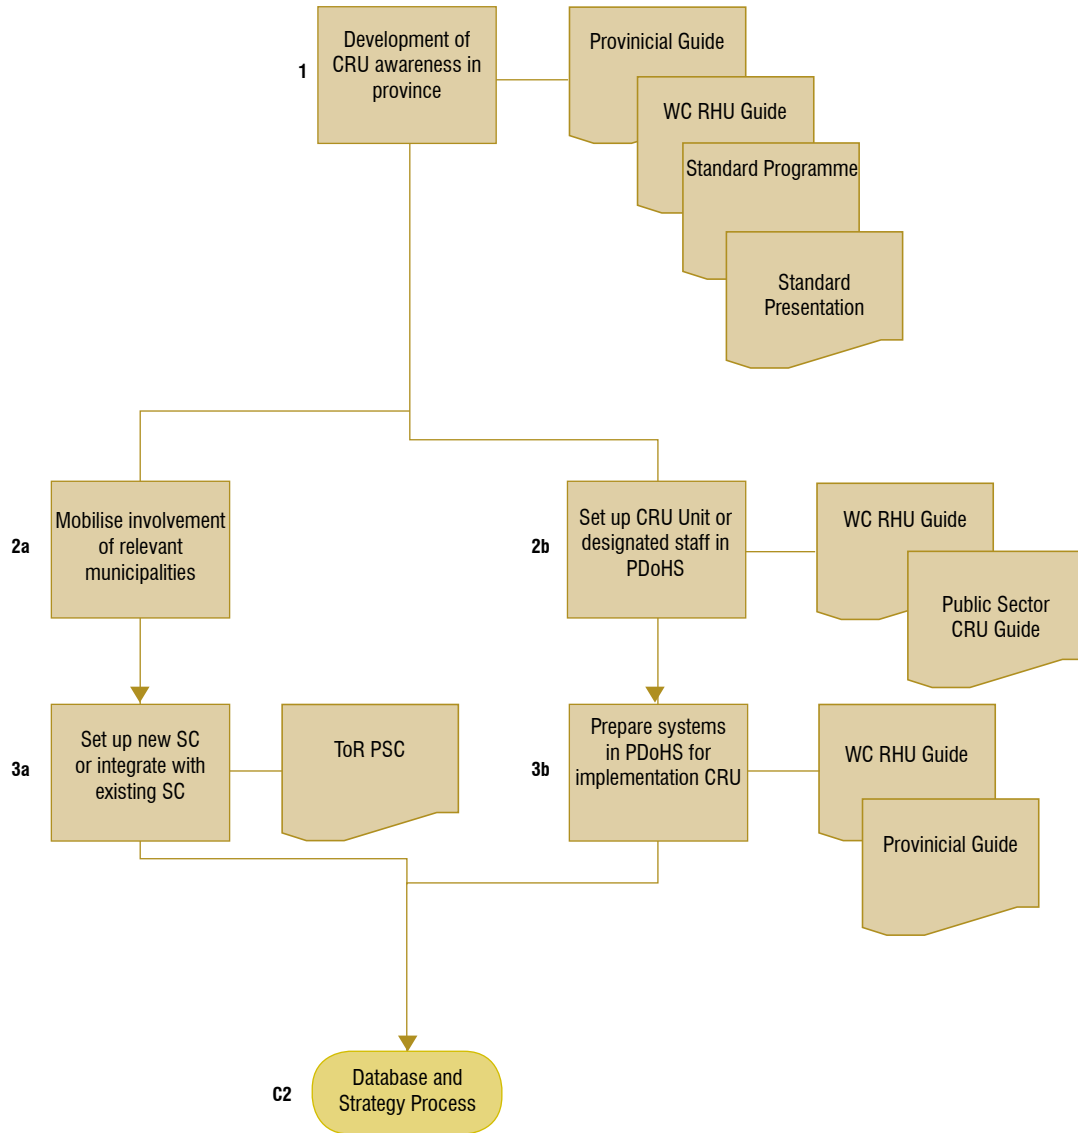 1
Development of
CRU awareness in
province
Provinicial Guide
WC RHU Guide
Standard Programme
Standard
Presentation
2a
Mobilise involvement
of relevant
municipalities
2b
Set up CRU Unit or
designated staff in
PDoHS
WC RHU Guide
Public Sector
CRU Guide
3a
Set up new SC
or integrate with
existing SC
ToR PSC
3b
Prepare systems
in PDoHS for
implementation CRU
WC RHU Guide
Provinicial Guide
C2
Database and
Strategy Process